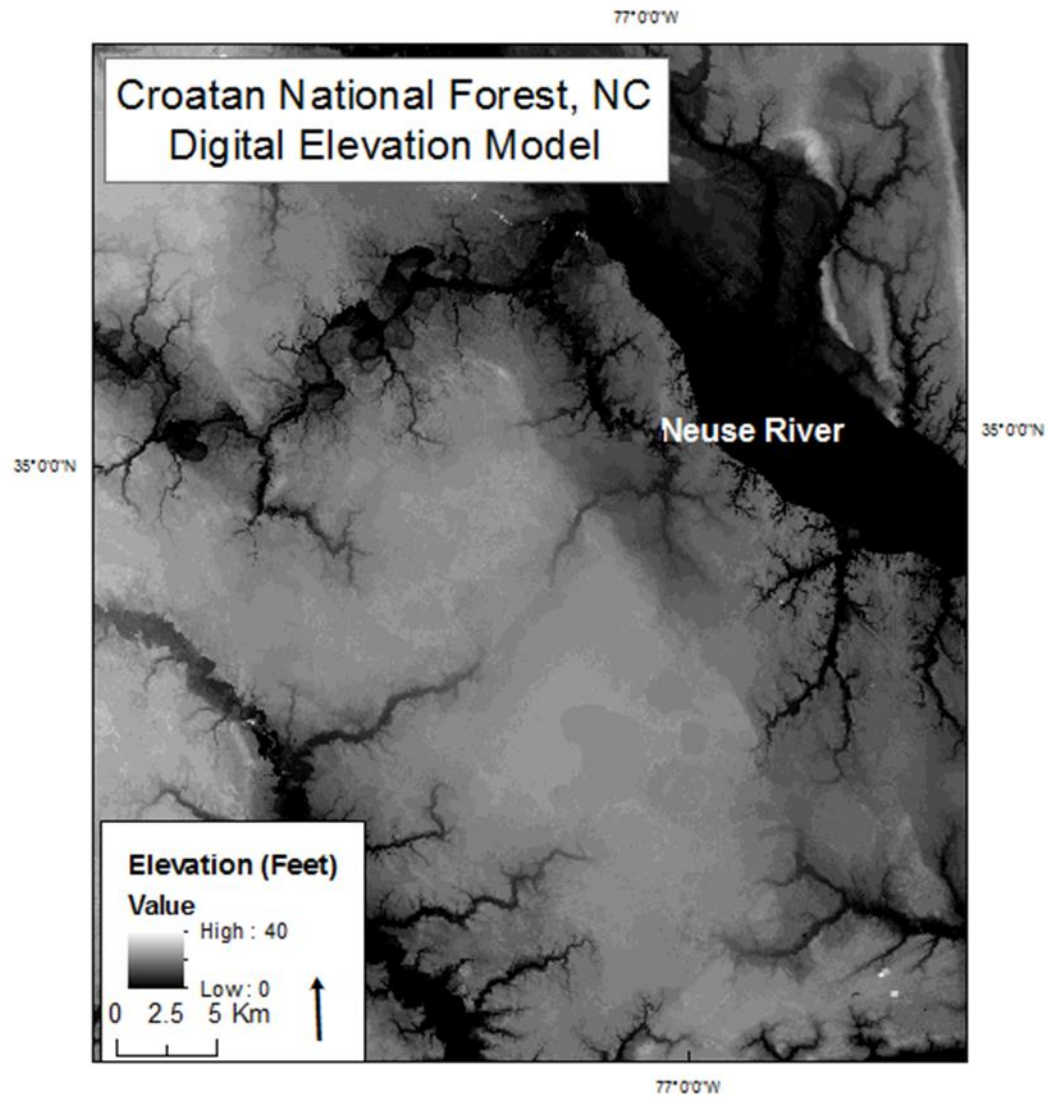 77°0'0"W
Croatan National Forest, NC
Digital Elevation Model
Neuse River
35°0'0"N
35°0'0"N
Elevation (Feet)
Value
High : 40
Low: 0
0 2.5 5 Km
77°0'0"W